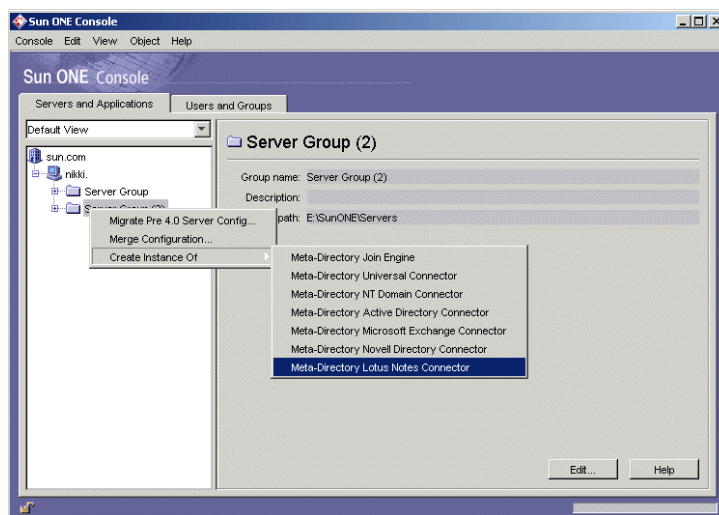 Sun ONE Console
Console Edit View Object Help
Sun ONE Console
Servers and Applications
Users and Groups
Default View
sun.com
nikki.
Server Group
Server Group (2)
Migrate Pre 4.0 Server Config...
Merge Configuration...
Create Instance Of
Server Group (2)
Group name: Server Group (2)
Description:
path: E:\SunONE\Servers
Meta-Directory Join Engine
Meta-Directory Universal Connector
Meta-Directory NT Domain Connector
Meta-Directory Active Directory Connector
Meta-Directory Microsoft Exchange Connector
Meta-Directory Novell Directory Connector
Meta-Directory Lotus Notes Connector
Edit...
Help